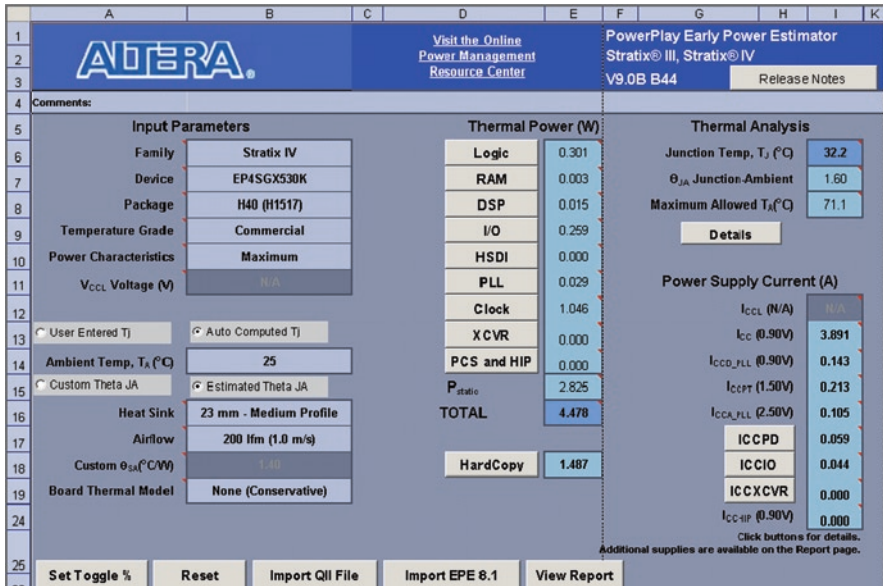 A B C D E F G H I K
1 ALTERA. Visit the Online PowerPlay Early Power Estimator
2 Power Management Stratix® III, Stratix® IV
3 Resource Center V9.0B B44 Release Notes
4 Comments:
5 Input Parameters Thermal Power (W) Thermal Analysis
6 Family Stratix IV Logic 0.301 Junction Temp, TJ (°C) 32.2
7 Device EP4SGX530K RAM 0.003 θJA Junction-Ambient 1.60
8 Package H40 (H1517) DSP 0.015 Maximum Allowed TA(°C) 71.1
9 Temperature Grade Commercial I/O 0.259 Details
10 Power Characteristics Maximum HSDI 0.000
11 VCCL Voltage (V) N/A PLL 0.029 Power Supply Current (A)
12 Clock 1.046 ICCL (N/A) N/A
13 User Entered Tj Auto Computed Tj XCVR 0.000 ICC (0.90V) 3.891
14 Ambient Temp, TA (°C) 25 PCS and HIP 0.000 ICCD_PLL (0.90V) 0.143
15 Custom Theta JA Estimated Theta JA Pstatic 2.825 ICCPT (1.50V) 0.213
16 Heat Sink 23 mm - Medium Profile TOTAL 4.478 ICCA_PLL (2.50V) 0.105
17 Airflow 200 lfm (1.0 m/s) ICCPD 0.059
18 Custom θSA(°C/W) 1.40 HardCopy 1.487 ICCIO 0.044
19 Board Thermal Model None (Conservative) ICCXCVR 0.000
24 ICC-HIP (0.90V) 0.000
Click buttons for details.
Additional supplies are available on the Report page.
25 Set Toggle % Reset Import QII File Import EPE 8.1 View Report